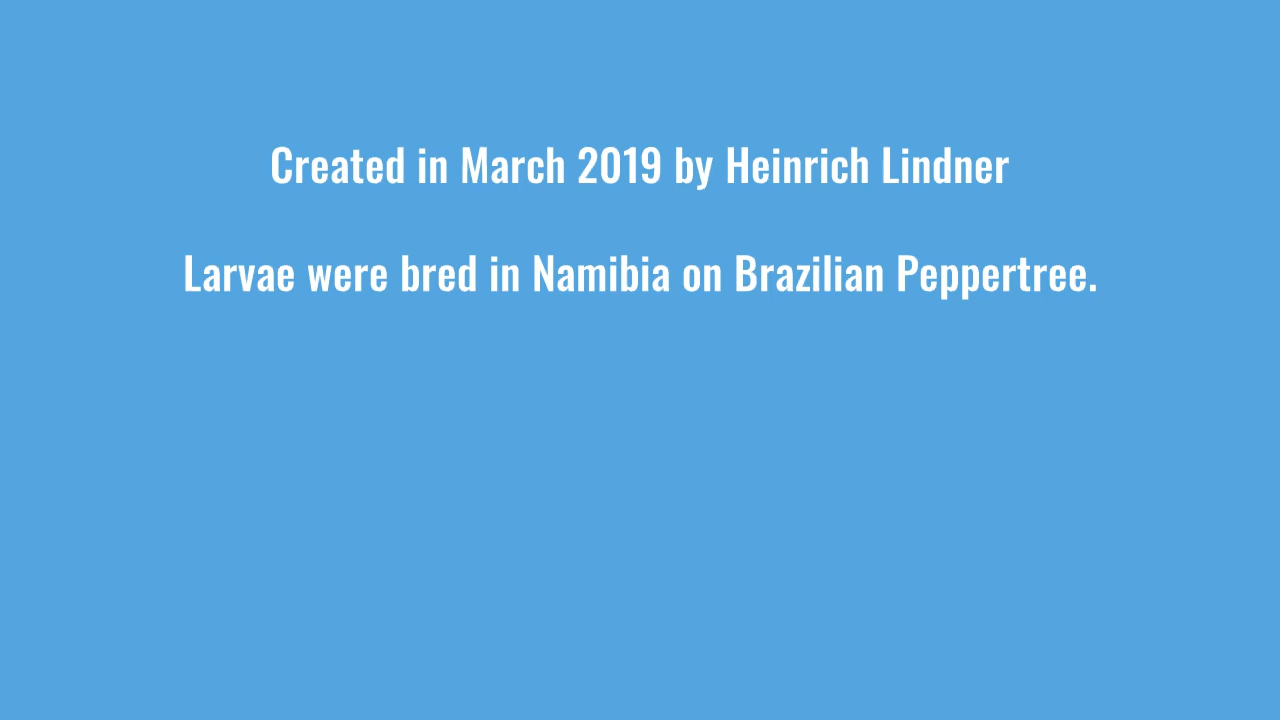 Created in March 2019 by Heinrich Lindner
Larvae were bred in Namibia on Brazilian Peppertree.